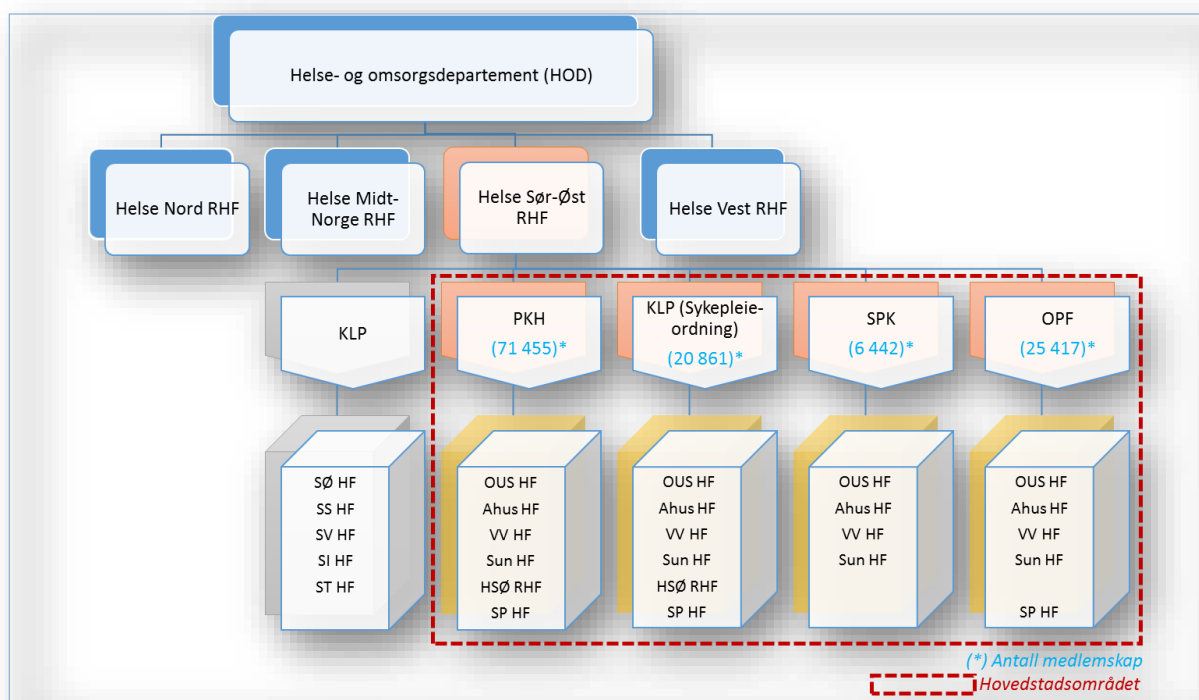 Helse- og omsorgsdepartement (HOD)
Helse Nord RHF
Helse Midt-
Norge RHF
Helse Sør-Øst
RHF
Helse Vest RHF
KLP
PKH
(71 455)*
KLP (Sykepleie-
ordning)
(20 861)*
SPK
(6 442)*
OPF
(25 417)*
SØ HF
SS HF
SV HF
SI HF
ST HF
OUS HF
Ahus HF
VV HF
Sun HF
HSØ RHF
SP HF
OUS HF
Ahus HF
VV HF
Sun HF
HSØ RHF
SP HF
OUS HF
Ahus HF
VV HF
Sun HF
OUS HF
Ahus HF
VV HF
Sun HF
SP HF
(*) Antall medlemskap
Hovedstadsområdet